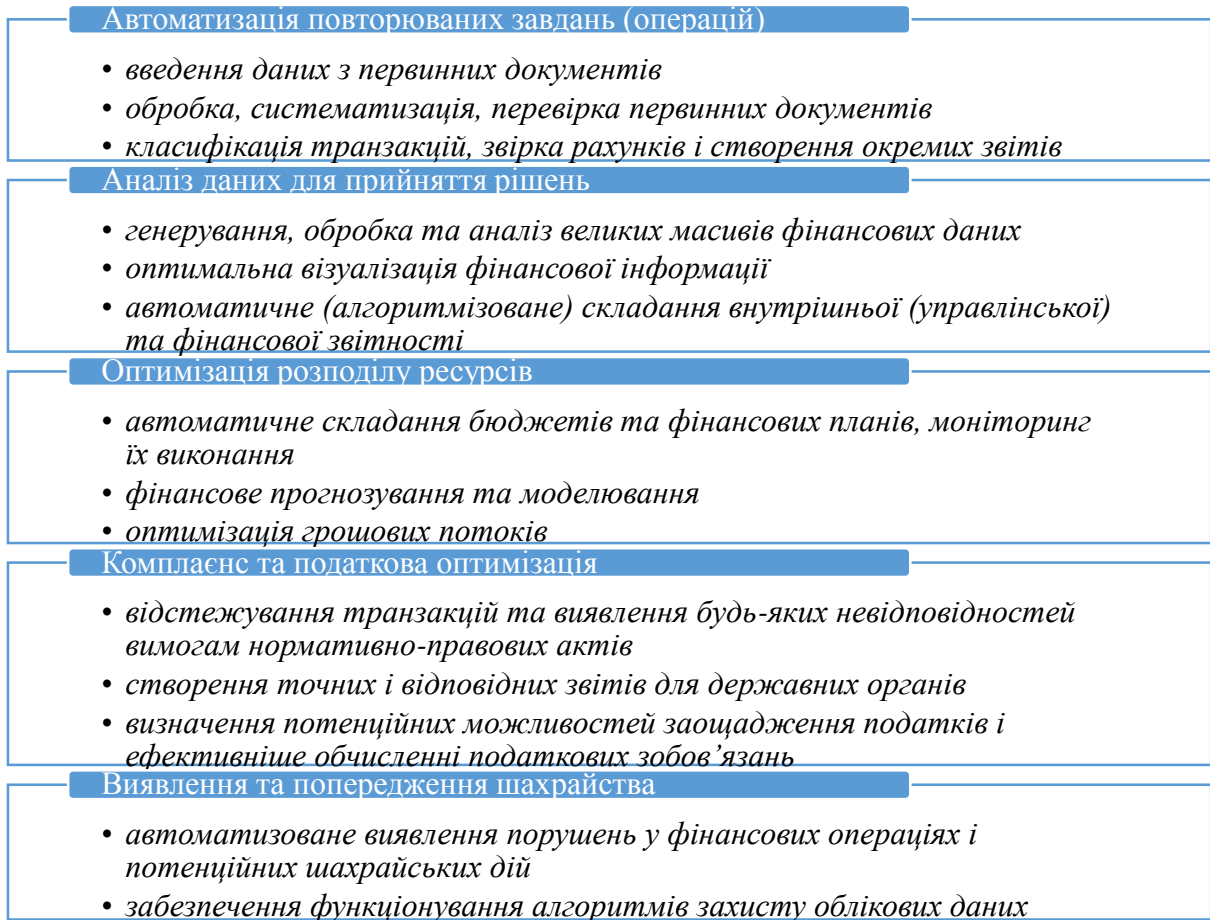 Автоматизація повторюваних завдань (операцій)
• введення даних з первинних документів
• обробка, систематизація, перевірка первинних документів
• класифікація транзакцій, звірка рахунків і створення окремих звітів
Аналіз даних для прийняття рішень
• генерування, обробка та аналіз великих масивів фінансових даних
• оптимальна візуалізація фінансової інформації
• автоматичне (алгоритмізоване) складання внутрішньої (управлінської)
та фінансової звітності
Оптимізація розподілу ресурсів
• автоматичне складання бюджетів та фінансових планів, моніторинг
їх виконання
• фінансове прогнозування та моделювання
• оптимізація грошових потоків
Комплаєнс та податкова оптимізація
• відстежування транзакцій та виявлення будь-яких невідповідностей
вимогам нормативно-правових актів
• створення точних і відповідних звітів для державних органів
• визначення потенційних можливостей заощадження податків і
ефективніше обчисленні податкових зобов’язань
Виявлення та попередження шахрайства
• автоматизоване виявлення порушень у фінансових операціях і
потенційних шахрайських дій
• забезпечення функціонування алгоритмів захисту облікових даних